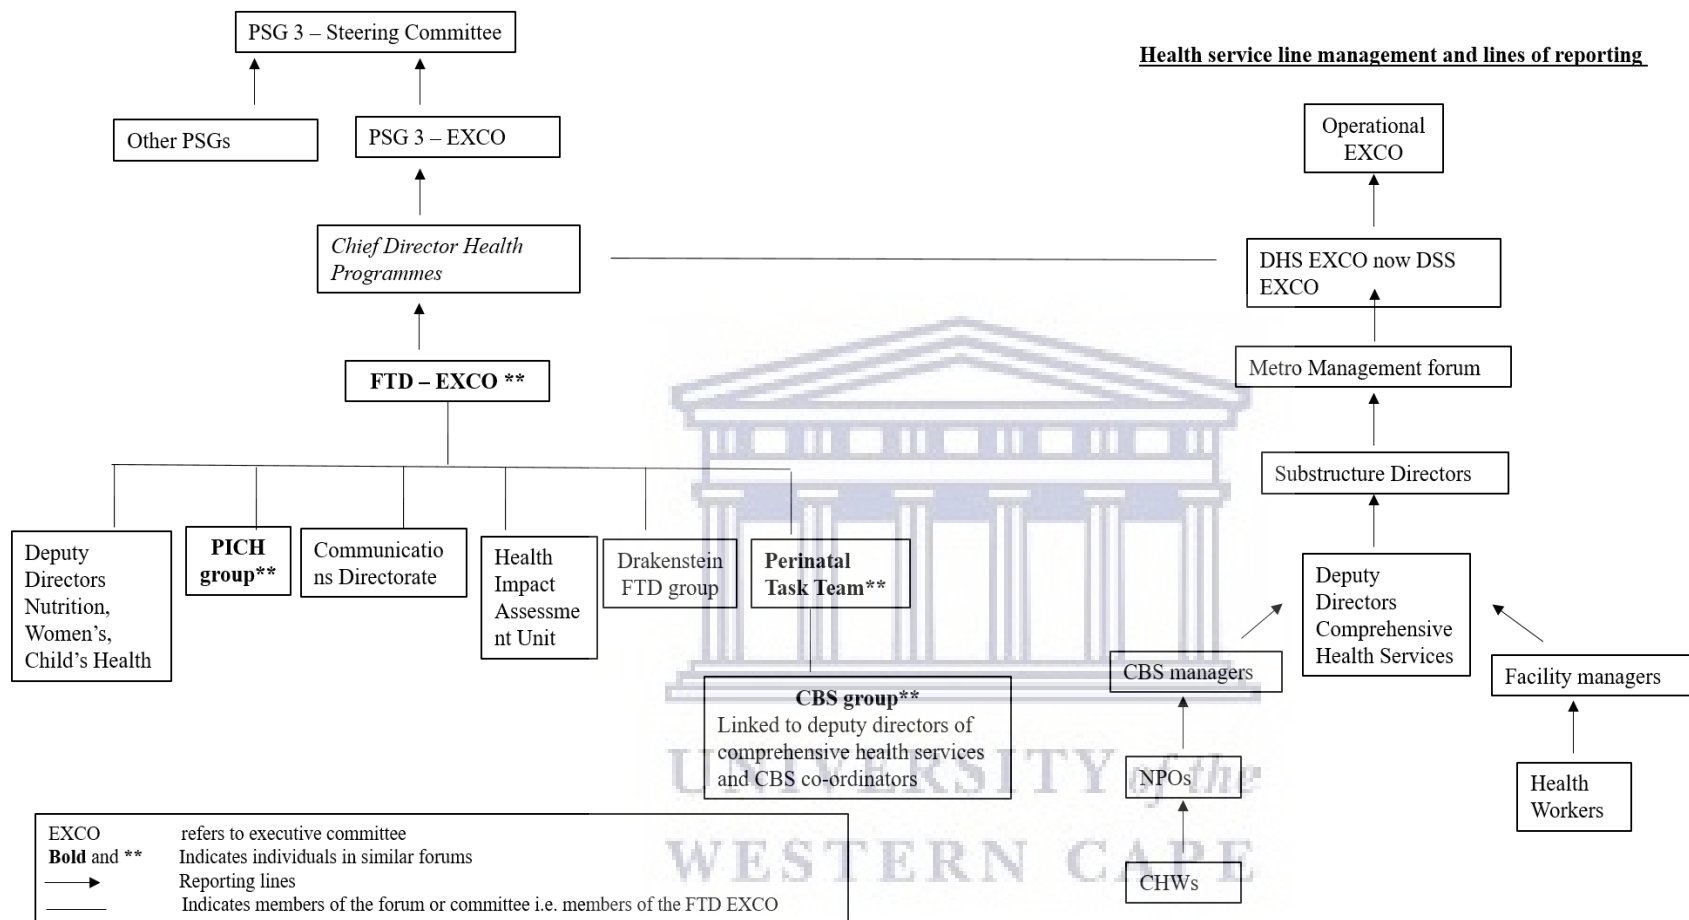 PSG 3 – Steering Committee
Health service line management and lines of reporting
Other PSGs
PSG 3 – EXCO
Operational
EXCO
Chief Director Health
Programmes
DHS EXCO now DSS
EXCO
FTD – EXCO **
Metro Management forum
Substructure Directors
Deputy
Directors
Nutrition,
Women’s,
Child’s Health
PICH
group**
Communicatio
ns Directorate
Health
Impact
Assessme
nt Unit
Drakenstein
FTD group
Perinatal
Task Team**
Deputy
Directors
Comprehensive
Health Services
CBS managers
Facility managers
CBS group**
Linked to deputy directors of
comprehensive health services
and CBS co-ordinators
NPOs
Health
Workers
CHWs
EXCO refers to executive committee
Bold and ** Indicates individuals in similar forums
Reporting lines
Indicates members of the forum or committee i.e. members of the FTD EXCO
UNIVERSITY of the
WESTERN CAPE